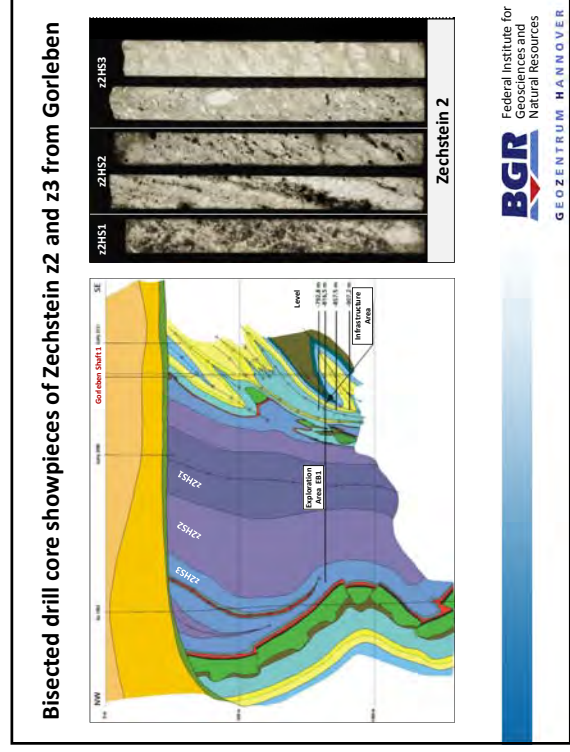 Bisected drill core showpieces of Zechstein z2 and z3 from Gorleben
NW
SE
Gorleben Shaft 1
z2HS3
z2HS2
z2HS1
Exploration
Area EB1
Level
Infrastructure
Area
z2HS1
z2HS2
z2HS3
Zechstein 2
BGR
Federal Institute for
Geosciences and
Natural Resources
GEOZENTRUM HANNOVER